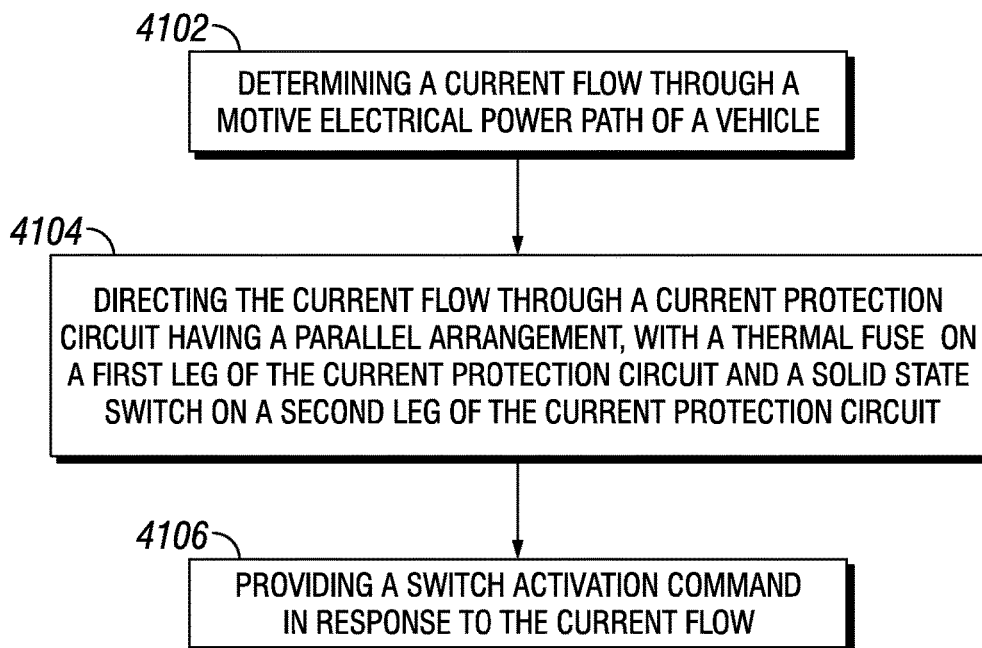 4102
DETERMINING A CURRENT FLOW THROUGH A
MOTIVE ELECTRICAL POWER PATH OF A VEHICLE
4104
DIRECTING THE CURRENT FLOW THROUGH A CURRENT PROTECTION
CIRCUIT HAVING A PARALLEL ARRANGEMENT, WITH A THERMAL FUSE ON
A FIRST LEG OF THE CURRENT PROTECTION CIRCUIT AND A SOLID STATE
SWITCH ON A SECOND LEG OF THE CURRENT PROTECTION CIRCUIT
4106
PROVIDING A SWITCH ACTIVATION COMMAND
IN RESPONSE TO THE CURRENT FLOW